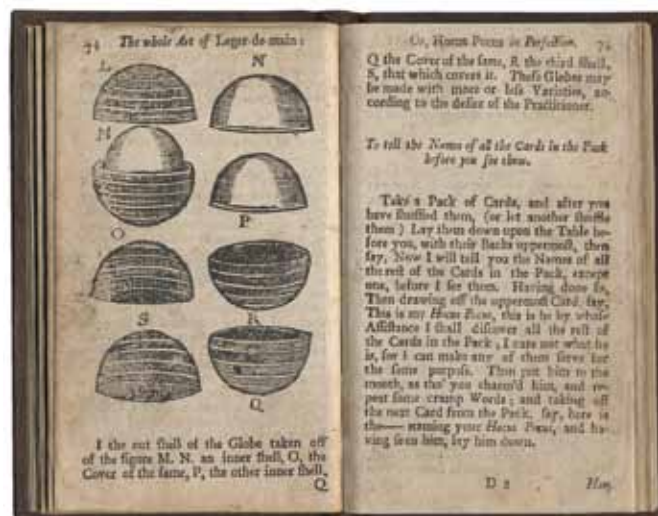 74 The whole Art of Leger-de-main:
L N
M
O P
S R
Q
I the out shell of the Globe taken off
of the figure M. N. an inner shell, O, the
Cover of the same, P, the other inner shell,
Q
Or, Hocus Pocus in Perfection.
Q the Cover of the same, R the third Shell,
S, that which covers it. These Globes may
be made with more or less Varieties, ac-
cording to the desire of the Practitioner.
To tell the Names of all the Cards in the Pack
before you see them.
Take a Pack of Cards, and after you
have shuffled them, (or let another shuffle
them) Lay them down upon the Table be-
fore you, with their Backs uppermost, then
say, Now I will tell you the Names of all
the rest of the Cards in the Pack, except
one, before I see them. Having done so,
Then drawing off the uppermost Card say,
This is my Hocus Pocus, this is he by whose
Assistance I shall discover all the rest of
the Cards in the Pack, I care not what he
is, for I can make any of them serve for
the same purpose. Then put him to the
mouth, as tho' you charm'd him, and re-
peat some cramp Words; and taking off
the next Card from the Pack, say, here is
the—— naming your Hocus Pocus, and ha-
ving seen him, lay him down.
D 2